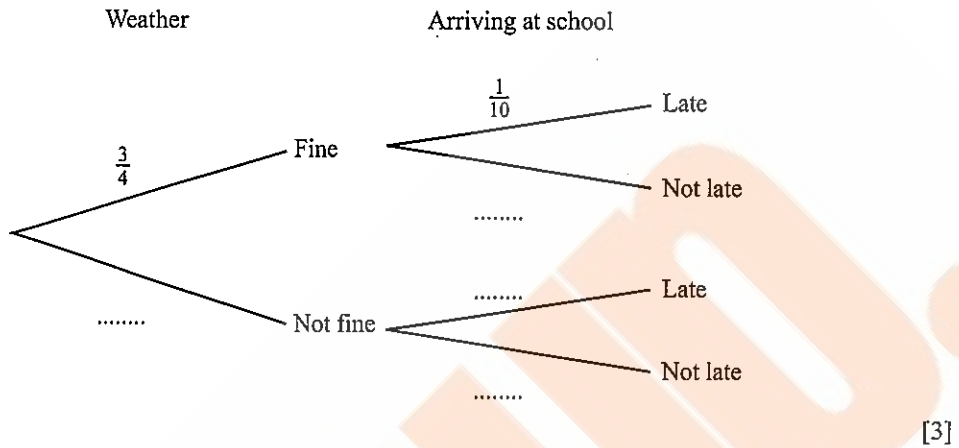 Weather Arriving at school
1/10 Late
3/4 Fine
Not late
........
........ Late
........ Not fine
Not late
........
[3]